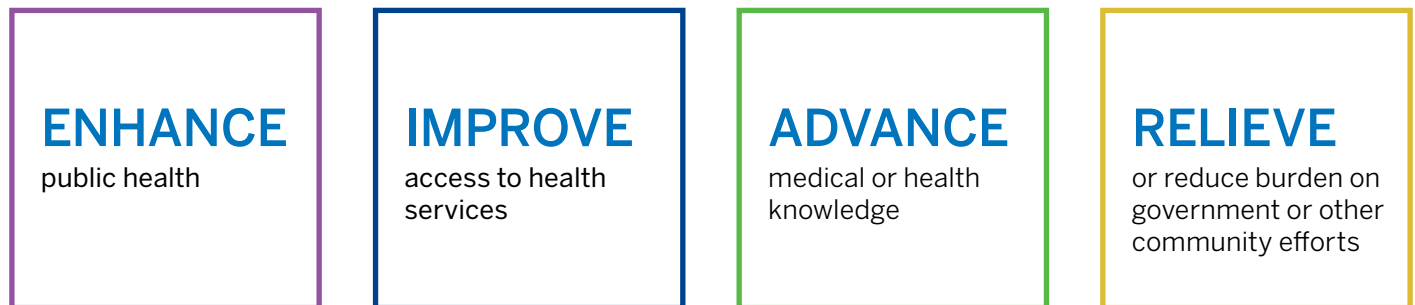 ENHANCE
public health
IMPROVE
access to health
services
ADVANCE
medical or health
knowledge
RELIEVE
or reduce burden on
government or other
community efforts